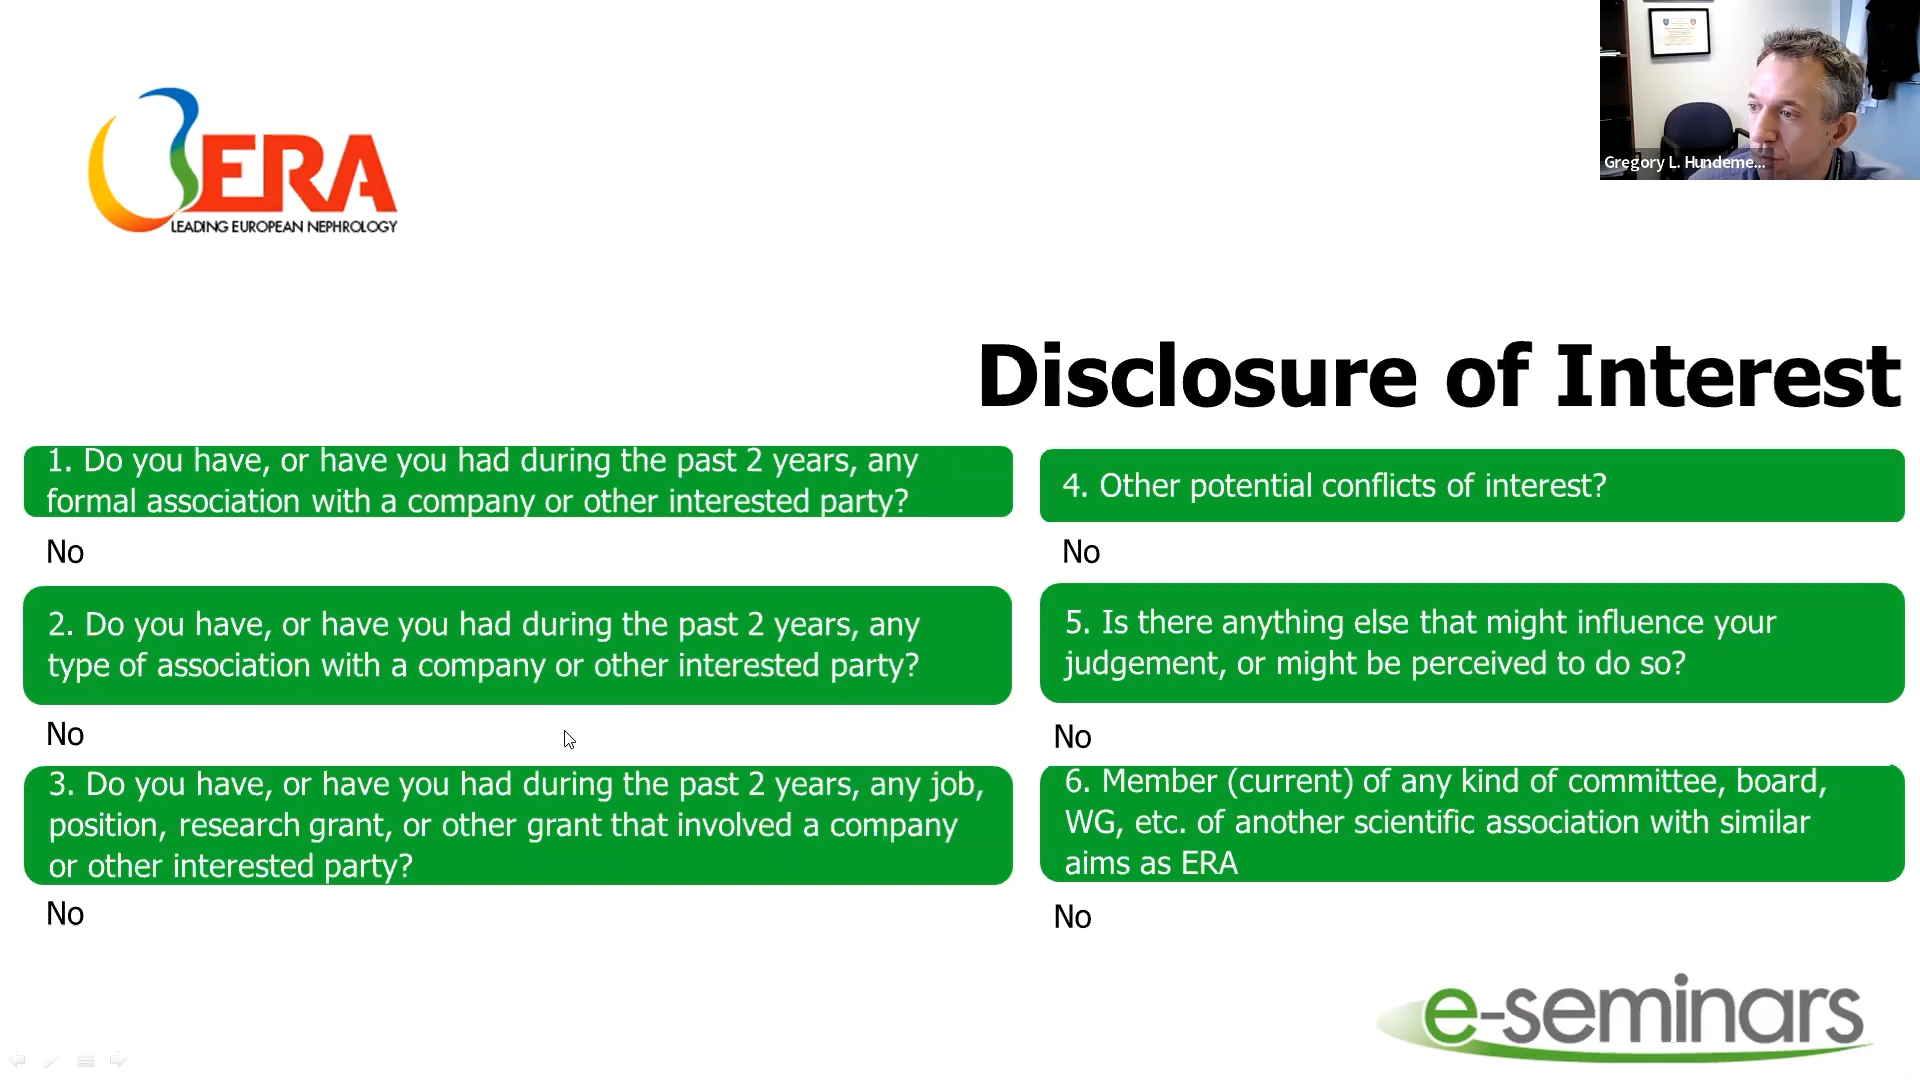 ERA
LEADING EUROPEAN NEPHROLOGY
Gregory L. Hundeme...
Disclosure of Interest
1. Do you have, or have you had during the past 2 years, any
formal association with a company or other interested party?
No
2. Do you have, or have you had during the past 2 years, any
type of association with a company or other interested party?
No
3. Do you have, or have you had during the past 2 years, any job,
position, research grant, or other grant that involved a company
or other interested party?
No
4. Other potential conflicts of interest?
No
5. Is there anything else that might influence your
judgement, or might be perceived to do so?
No
6. Member (current) of any kind of committee, board,
WG, etc. of another scientific association with similar
aims as ERA
No
e-seminars